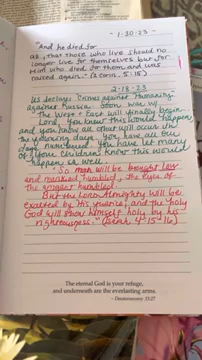 1-30-23
"And he died for
all, that those who live should no
longer live for themselves but for
Him who died for them and was
raised again." (2 Cor. 5:15)
2-18-23
US declares "Crimes Against Humanity"
against Russia. Soon WW III
The West + East will finally begin.
Lord, You knew this would happen
and you know all that will occur in
the following days. You have all the
days numbered. You have let many
of your children know this would
happen as well.
"So man will be brought low
and mankind humbled, the eyes of
the arrogant humbled.
But the Lord Almighty will be
exalted by His justice, and the holy
God will show himself holy by his
righteousness." (Isaiah 5:15-16)
The eternal God is your refuge,
and underneath are the everlasting arms.
- Deuteronomy 33:27